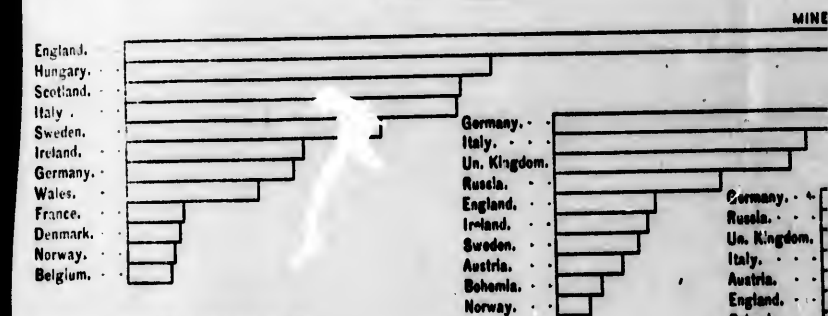 MINE
England.
Hungary.
Scotland.
Italy.
Sweden.
Ireland.
Germany.
Wales.
France.
Denmark.
Norway.
Belgium.
Germany.
Italy.
Un. Kingdom.
Russia.
England.
Ireland.
Sweden.
Austria.
Bohemia.
Norway.
Germany.
Russia.
Un. Kingdom.
Italy.
Austria.
England.